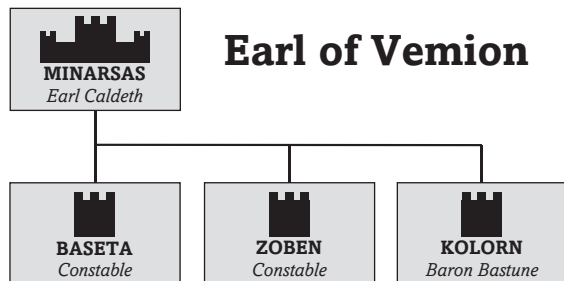 Earl of Vemion
MINARSAS
Earl Caldeth
BASETA
Constable
ZOBEN
Constable
KOLORN
Baron Bastune